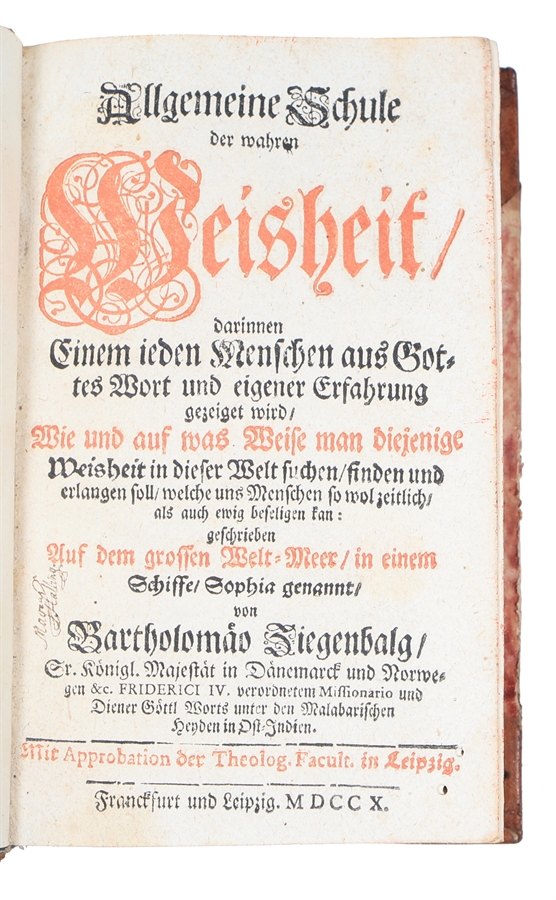 Allgemeine Schule
der wahren
Weisheit/
darinnen
Einem ieden Menschen aus Got-
tes Wort und eigener Erfahrung
gezeiget wird/
Wie und auf was Weise man diejenige
Weisheit in dieser Welt suchen/ finden und
erlangen soll/ welche uns Menschen so wol zeitlich/
als auch ewig beseligen kan:
geschrieben
Auf dem grossen Welt-Meer/ in einem
Schiffe/ Sophia genannt/
von
Bartholomäo Ziegenbalg/
Sr. Königl. Majestät in Dänemarck und Norwe-
gen &c. FRIDERICI IV. verordnetem Missionario und
Diener Göttl Worts unter den Malabarischen
Heyden in Ost-Indien.
Mit Approbation der Theolog. Facult. in Leipzig.
Franckfurt und Leipzig. MDCC X.